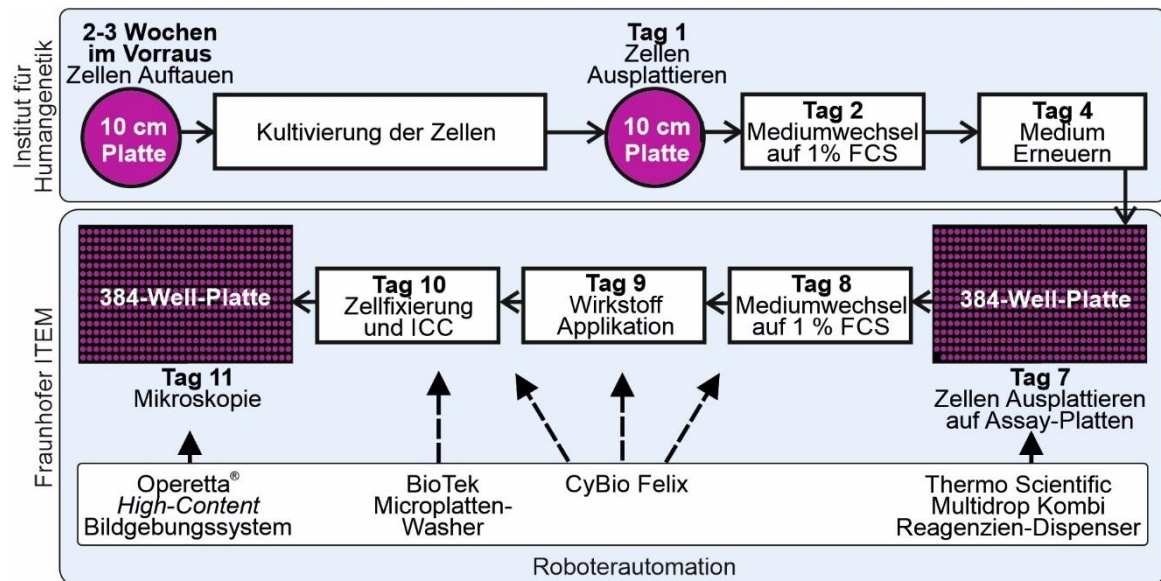 Institut für
Humangenetik
2-3 Wochen
im Vorraus
Zellen Auftauen
10 cm
Platte
Kultivierung der Zellen
Tag 1
Zellen
Ausplattieren
10 cm
Platte
Tag 2
Mediumwechsel
auf 1% FCS
Tag 4
Medium
Erneuern
Fraunhofer ITEM
384-Well-Platte
Tag 7
Zellen Ausplattieren
auf Assay-Platten
Tag 8
Mediumwechsel
auf 1 % FCS
Tag 9
Wirkstoff
Applikation
Tag 10
Zellfixierung
und ICC
384-Well-Platte
Tag 11
Mikroskopie
Operetta®
High-Content
Bildgebungssystem
BioTek
Microplatten-
Washer
CyBio Felix
Thermo Scientific
Multidrop Kombi
Reagenzien-Dispenser
Roboterautomation